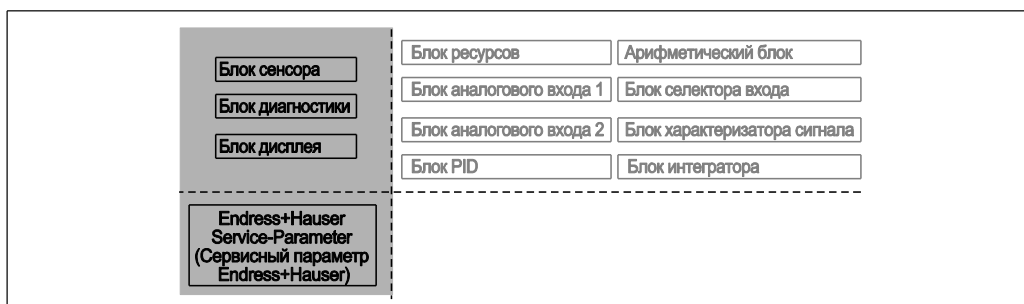 Блок сенсора
Блок диагностики
Блок дисплея
Блок ресурсов
Арифметический блок
Блок аналогового входа 1
Блок селектора входа
Блок аналогового входа 2
Блок характеризатора сигнала
Блок PID
Блок интегратора
Endress+Hauser
Service-Parameter
(Сервисный параметр
Endress+Hauser)